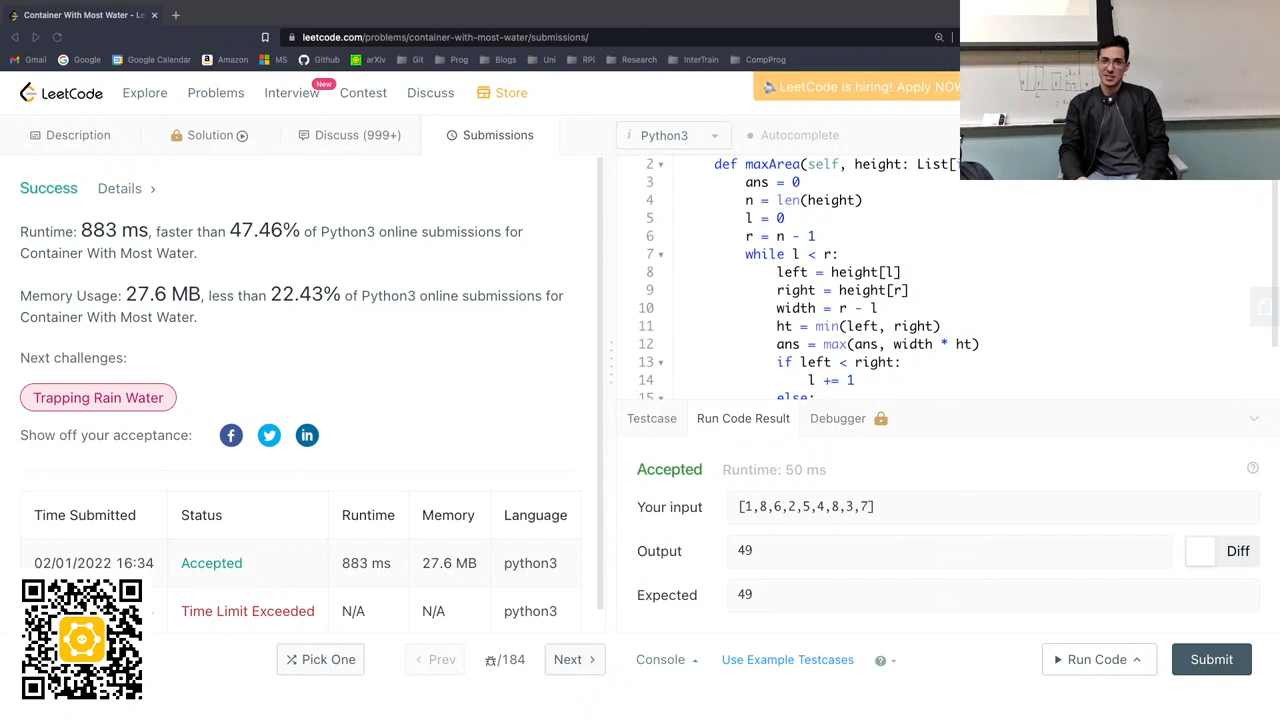 Container With Most Water - Le
leetcode.com/problems/container-with-most-water/submissions/
Gmail Google Google Calendar Amazon MS Github arXiv Git Prog Blogs Uni RPi Research InterTrain CompProg
LeetCode Explore Problems Interview New Contest Discuss Store
LeetCode is hiring! Apply NOW
Description Solution Discuss (999+) Submissions
i Python3 Autocomplete
Success Details
Runtime: 883 ms, faster than 47.46% of Python3 online submissions for
Container With Most Water.
Memory Usage: 27.6 MB, less than 22.43% of Python3 online submissions for
Container With Most Water.
Next challenges:
Trapping Rain Water
Show off your acceptance:
Time Submitted Status Runtime Memory Language
02/01/2022 16:34 Accepted 883 ms 27.6 MB python3
Time Limit Exceeded N/A N/A python3
Pick One Prev /184 Next
2 def maxArea(self, height: List[
3 ans = 0
4 n = len(height)
5 l = 0
6 r = n - 1
7 while l < r:
8 left = height[l]
9 right = height[r]
10 width = r - l
11 ht = min(left, right)
12 ans = max(ans, width * ht)
13 if left < right:
14 l += 1
15 else:
Testcase Run Code Result Debugger
Accepted Runtime: 50 ms
Your input [1,8,6,2,5,4,8,3,7]
Output 49 Diff
Expected 49
Console Use Example Testcases Run Code Submit